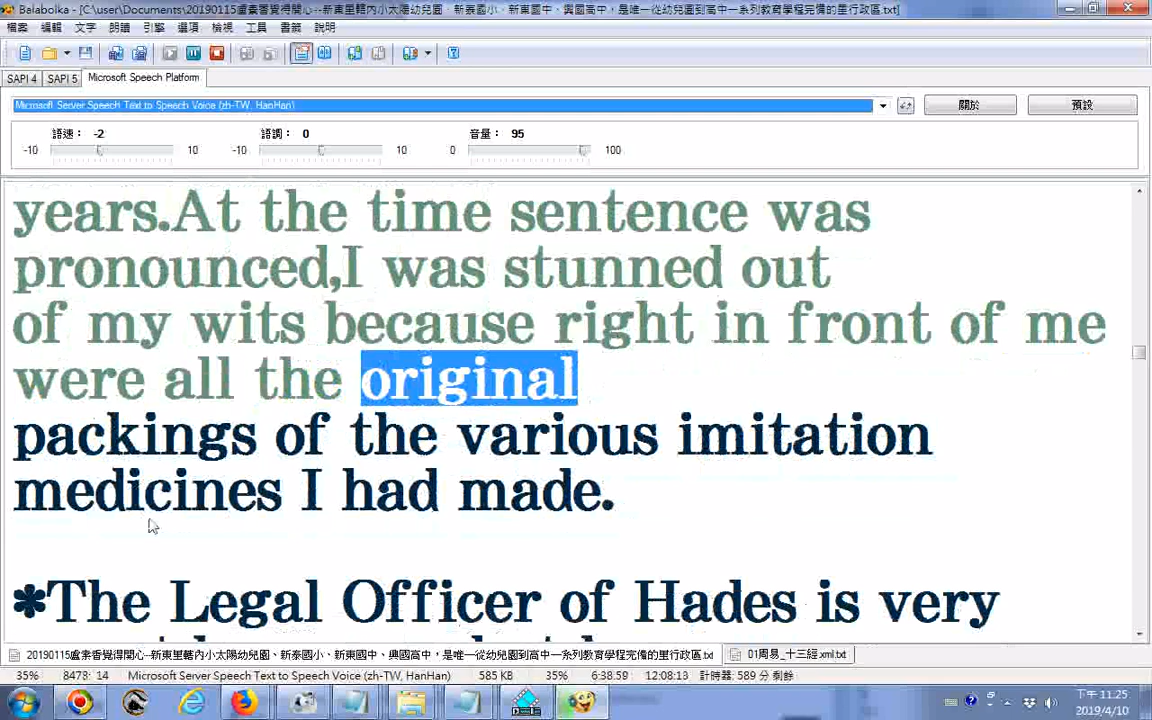 Balabolka - [C:\user\Documents\20190115盧素香覺得開心--新東里轄內小太陽幼兒園、新泰國小、新東國中、興國高中，是唯一從幼兒園到高中一系列教育學程完備的里行政區.txt]
檔案 編輯 文字 朗讀 引擎 選項 檢視 工具 書籤 說明
SAPI 4 SAPI 5 Microsoft Speech Platform
Microsoft Server Speech Text to Speech Voice (zh-TW, HanHan)
關於 預設
語速： -2 語調： 0 音量： 95
-10 10 -10 10 0 100
years.At the time sentence was
pronounced,I was stunned out
of my wits because right in front of me
were all the original
packings of the various imitation
medicines I had made.
*The Legal Officer of Hades is very
20190115盧素香覺得開心--新東里轄內小太陽幼兒園、新泰國小、新東國中、興國高中，是唯一從幼兒園到高中一系列教育學程完備的里行政區.txt 01周易_十三經.xml.txt
35% 8478: 14 Microsoft Server Speech Text to Speech Voice (zh-TW, HanHan) 585 KB 35% 6:38:59 12:08:13 計時器: 589 分 剩餘
下午 11:25
2019/4/10